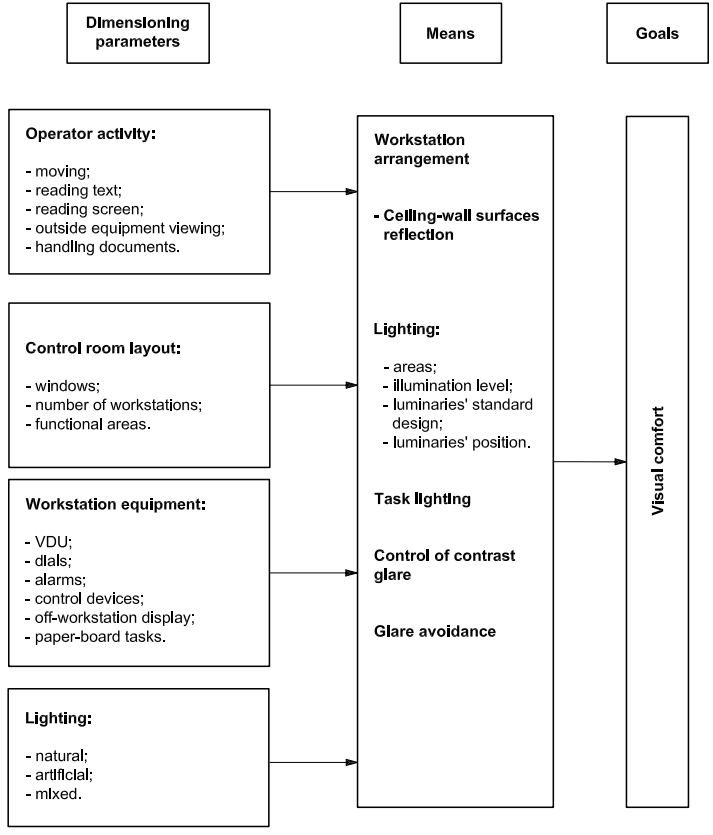 Dimensioning
parameters
Means
Goals
Operator activity:
- moving;
- reading text;
- reading screen;
- outside equipment viewing;
- handling documents.
Control room layout:
- windows;
- number of workstations;
- functional areas.
Workstation equipment:
- VDU;
- dials;
- alarms;
- control devices;
- off-workstation display;
- paper-board tasks.
Lighting:
- natural;
- artificial;
- mixed.
Workstation
arrangement
- Ceiling-wall surfaces
reflection
Lighting:
- areas;
- illumination level;
- luminaries' standard
design;
- luminaries' position.
Task lighting
Control of contrast
glare
Glare avoidance
Visual comfort